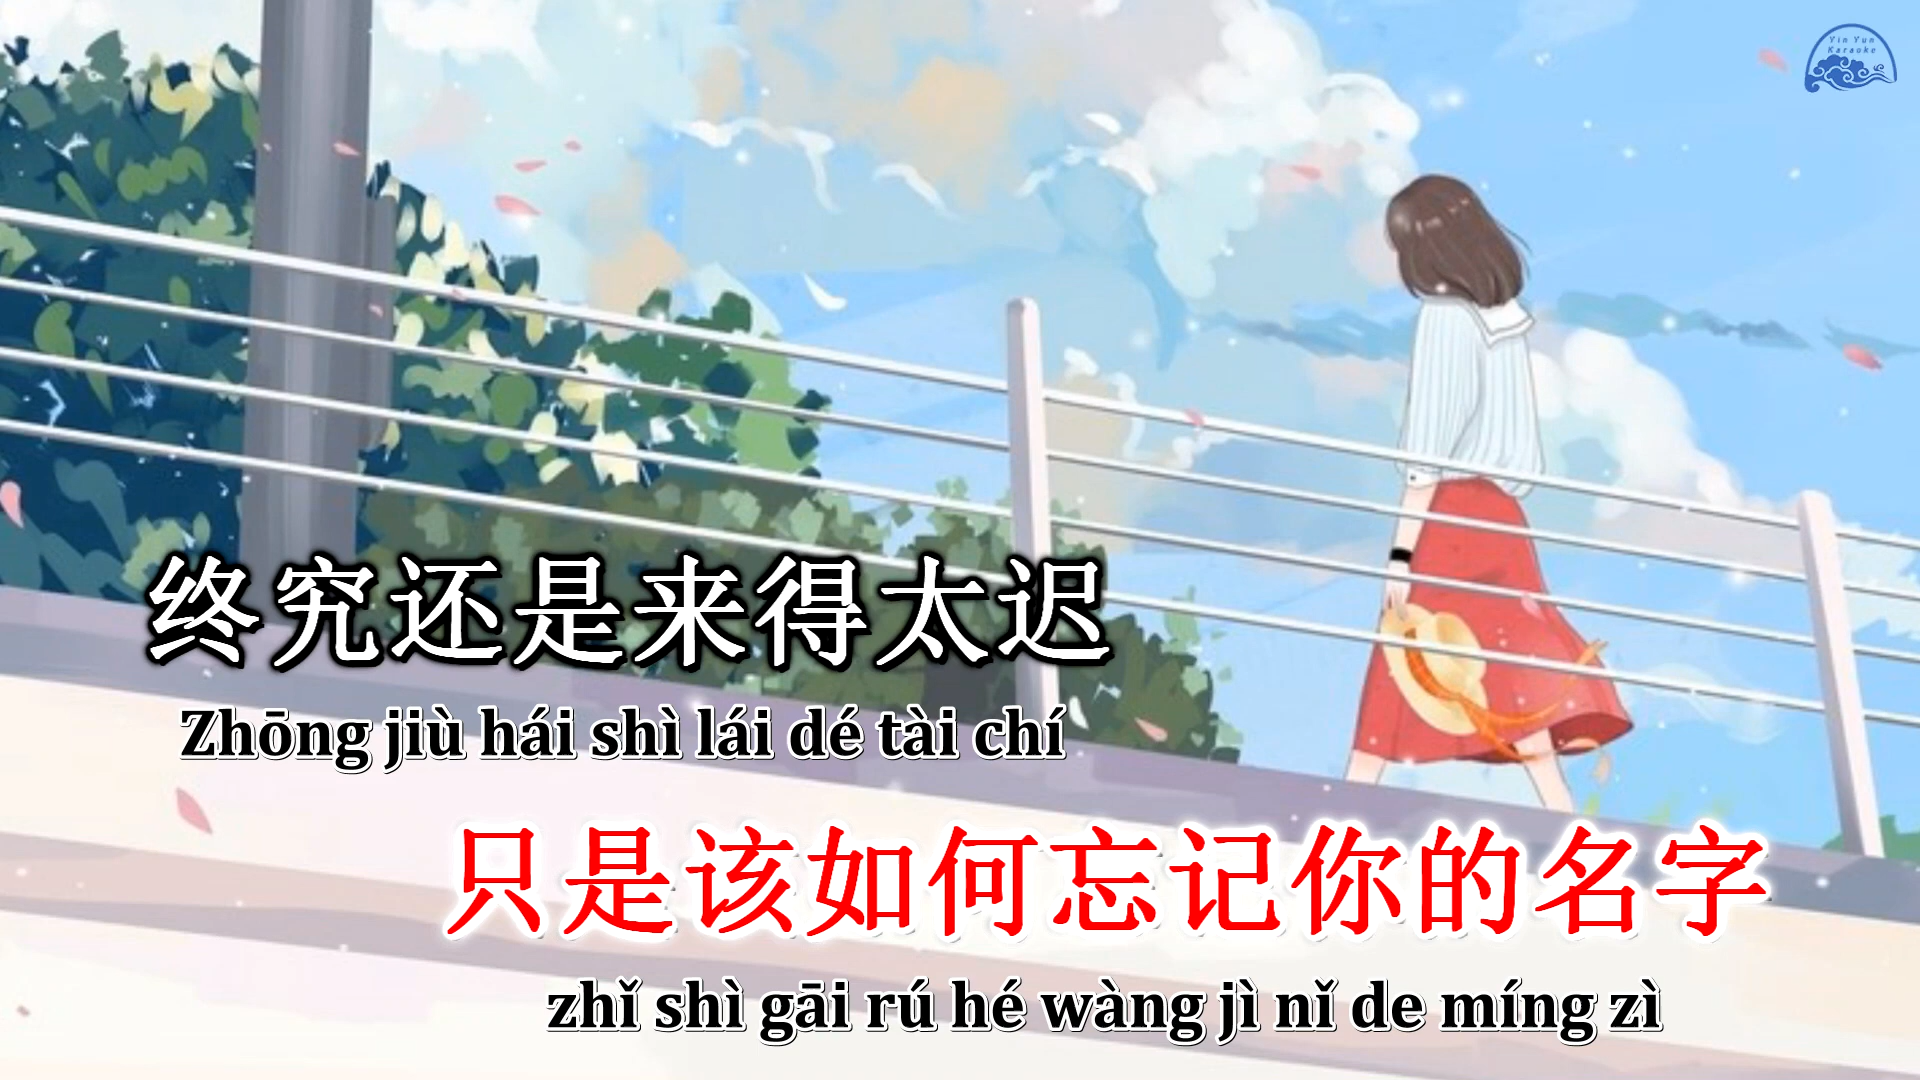 Yin Yun
Karaoke
终究还是来得太迟
Zhōng jiù hái shì lái dé tài chí
只是该如何忘记你的名字
zhǐ shì gāi rú hé wàng jì nǐ de míng zì